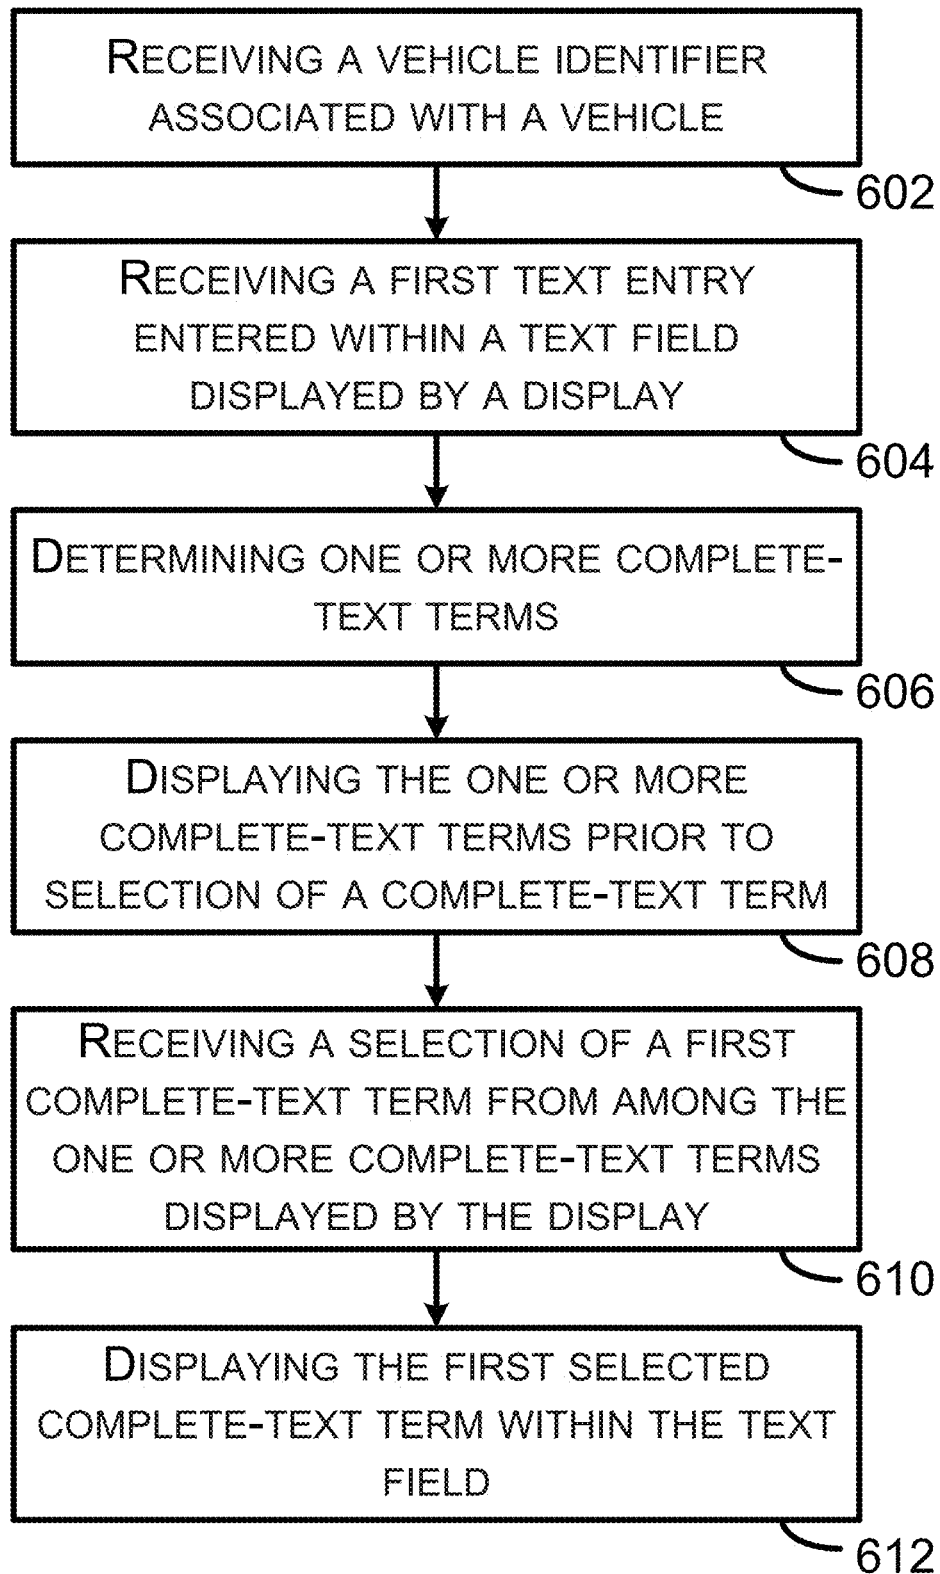 RECEIVING A VEHICLE IDENTIFIER
ASSOCIATED WITH A VEHICLE
602
RECEIVING A FIRST TEXT ENTRY
ENTERED WITHIN A TEXT FIELD
DISPLAYED BY A DISPLAY
604
DETERMINING ONE OR MORE COMPLETE-
TEXT TERMS
606
DISPLAYING THE ONE OR MORE
COMPLETE-TEXT TERMS PRIOR TO
SELECTION OF A COMPLETE-TEXT TERM
608
RECEIVING A SELECTION OF A FIRST
COMPLETE-TEXT TERM FROM AMONG THE
ONE OR MORE COMPLETE-TEXT TERMS
DISPLAYED BY THE DISPLAY
610
DISPLAYING THE FIRST SELECTED
COMPLETE-TEXT TERM WITHIN THE TEXT
FIELD
612